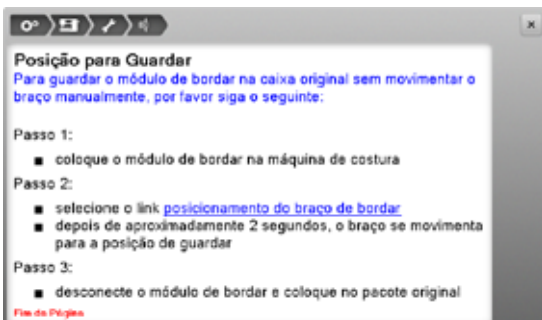 Posição para Guardar
Para guardar o módulo de bordar na caixa original sem movimentar o
braço manualmente, por favor siga o seguinte:
Passo 1:
coloque o módulo de bordar na máquina de costura
Passo 2:
selecione o link posicionamento do braço de bordar
depois de aproximadamente 2 segundos, o braço se movimenta
para a posição de guardar
Passo 3:
desconecte o módulo de bordar e coloque no pacote original
Fim da Página